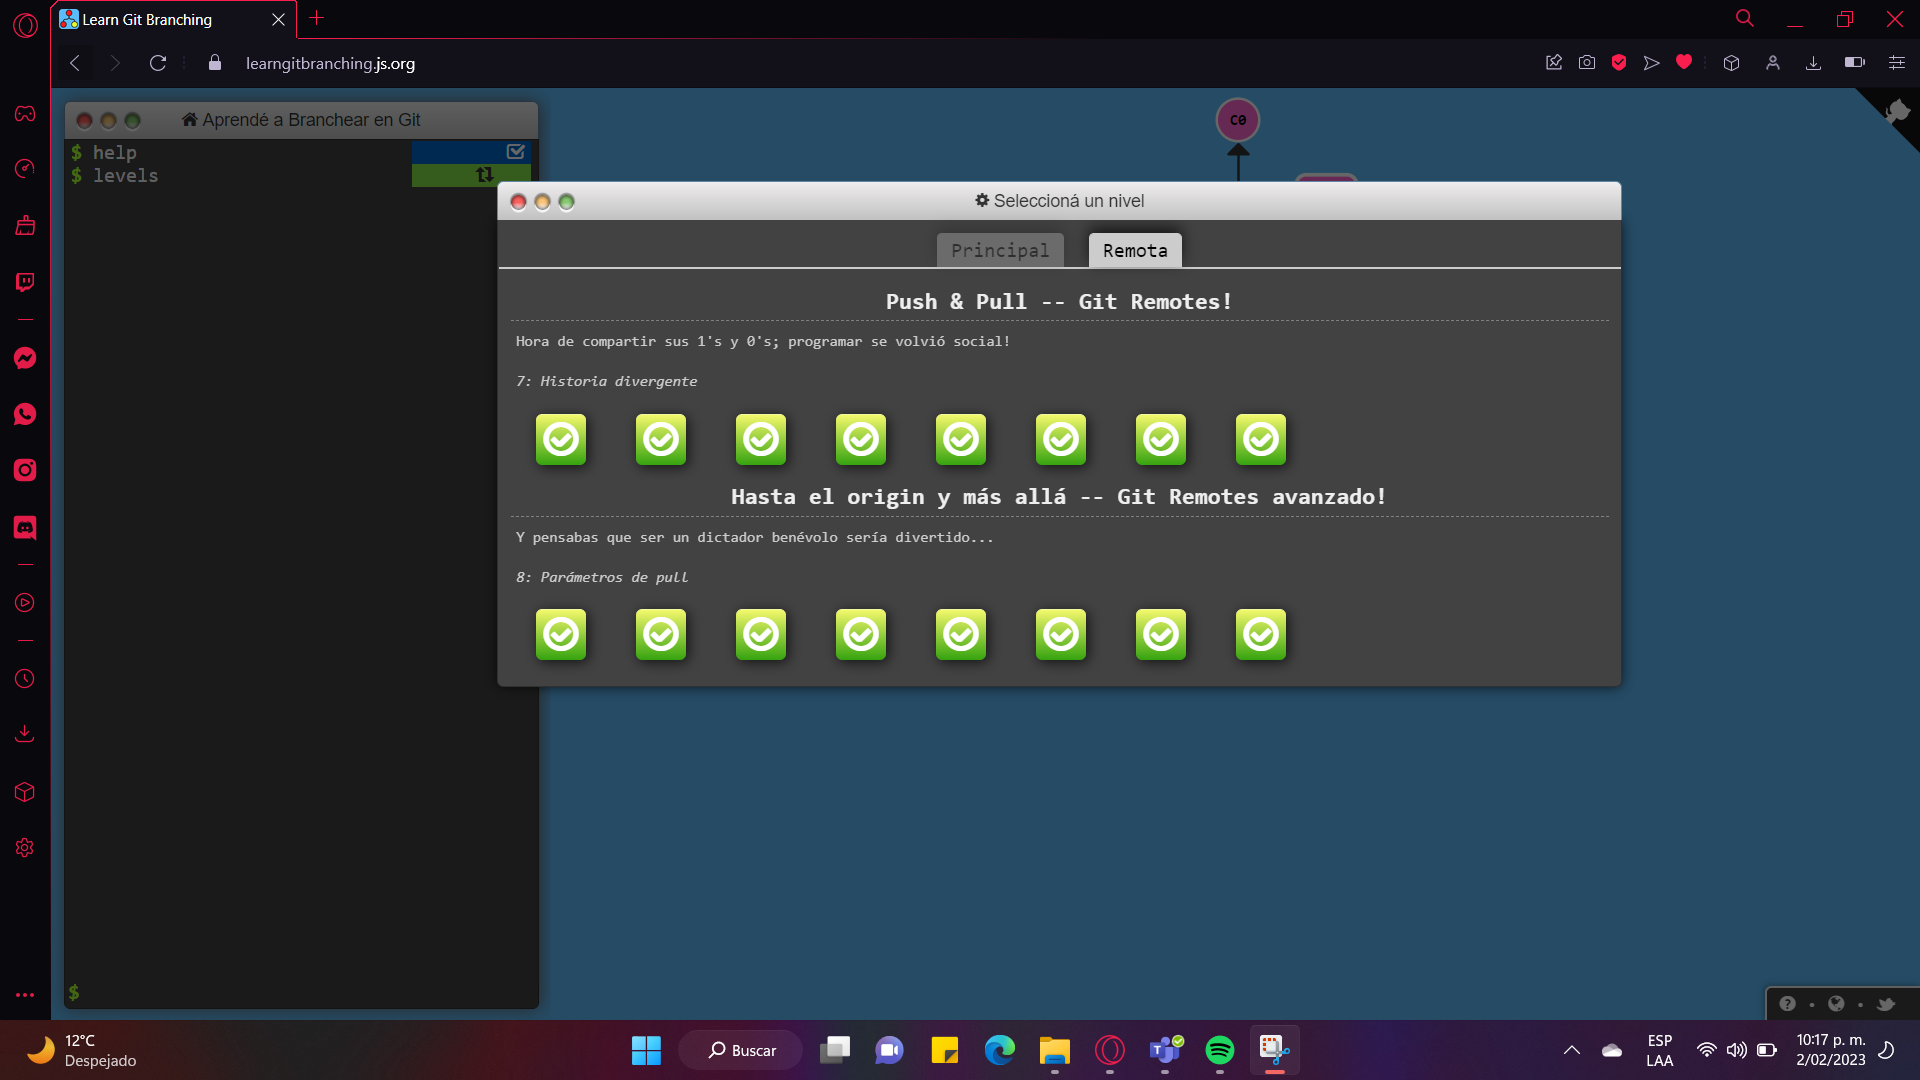 Learn Git Branching
learngitbranching.js.org
Aprendé a Branchear en Git
$ help
$ levels
$
C0
Seleccioná un nivel
Principal
Remota
Push & Pull -- Git Remotes!
Hora de compartir sus 1's y 0's; programar se volvió social!
7: Historia divergente
Hasta el origin y más allá -- Git Remotes avanzado!
Y pensabas que ser un dictador benévolo sería divertido...
8: Parámetros de pull
12°C
Despejado
Buscar
ESP
LAA
10:17 p. m.
2/02/2023